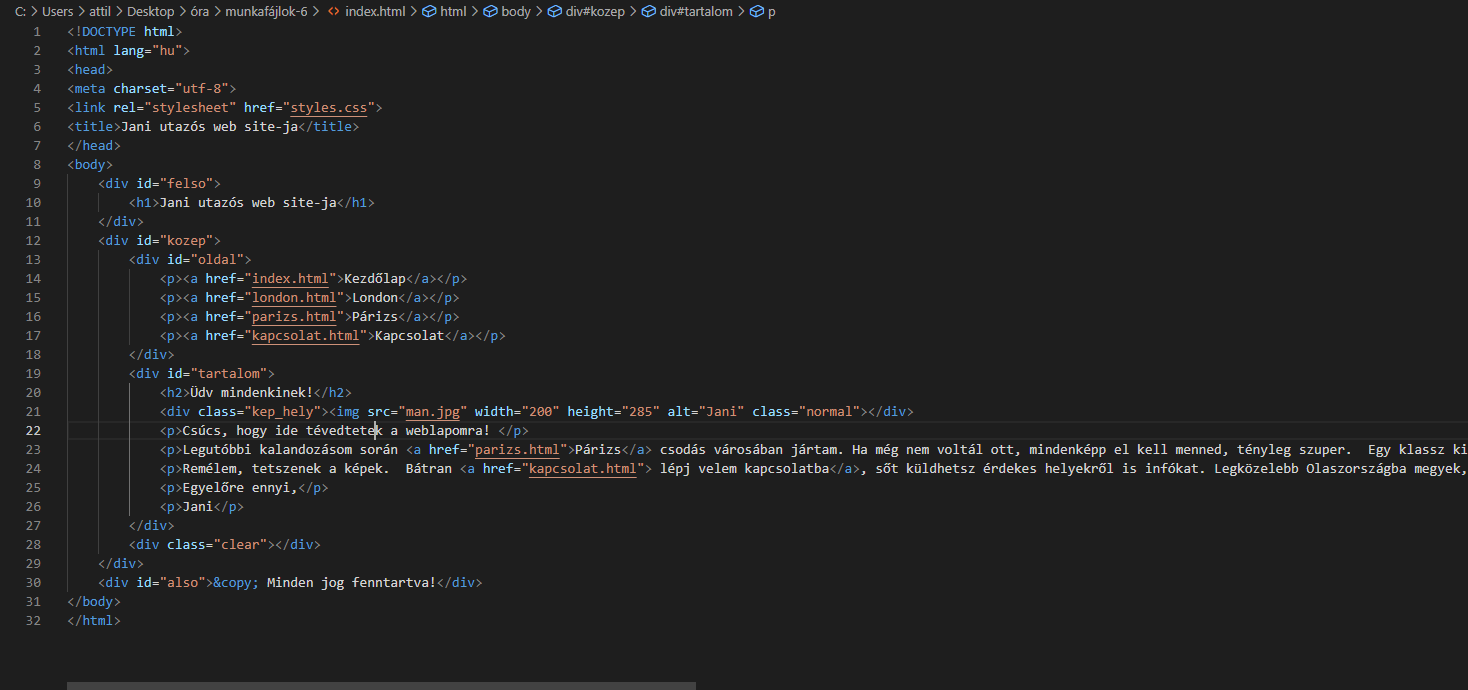 C: > Users > attil > Desktop > óra > munkafájlok-6 > index.html > html > body > div#kozep > div#tartalom > p
1 <!DOCTYPE html>
2 <html lang="hu">
3 <head>
4 <meta charset="utf-8">
5 <link rel="stylesheet" href="styles.css">
6 <title>Jani utazós web site-ja</title>
7 </head>
8 <body>
9 <div id="felso">
10 <h1>Jani utazós web site-ja</h1>
11 </div>
12 <div id="kozep">
13 <div id="oldal">
14 <p><a href="index.html">Kezdőlap</a></p>
15 <p><a href="london.html">London</a></p>
16 <p><a href="parizs.html">Párizs</a></p>
17 <p><a href="kapcsolat.html">Kapcsolat</a></p>
18 </div>
19 <div id="tartalom">
20 <h2>Üdv mindenkinek!</h2>
21 <div class="kep_hely"><img src="man.jpg" width="200" height="285" alt="Jani" class="normal"></div>
22 <p>Csúcs, hogy ide tévedtetek a weblapomra! </p>
23 <p>Legutóbbi kalandozásom során <a href="parizs.html">Párizs</a> csodás városában jártam. Ha még nem voltál ott, mindenképp el kell menned, tényleg szuper.  Egy klassz ki
24 <p>Remélem, tetszenek a képek.  Bátran <a href="kapcsolat.html"> lépj velem kapcsolatba</a>, sőt küldhetsz érdekes helyekről is infókat. Legközelebb Olaszországba megyek,
25 <p>Egyelőre ennyi,</p>
26 <p>Jani</p>
27 </div>
28 <div class="clear"></div>
29 </div>
30 <div id="also">&copy; Minden jog fenntartva!</div>
31 </body>
32 </html>